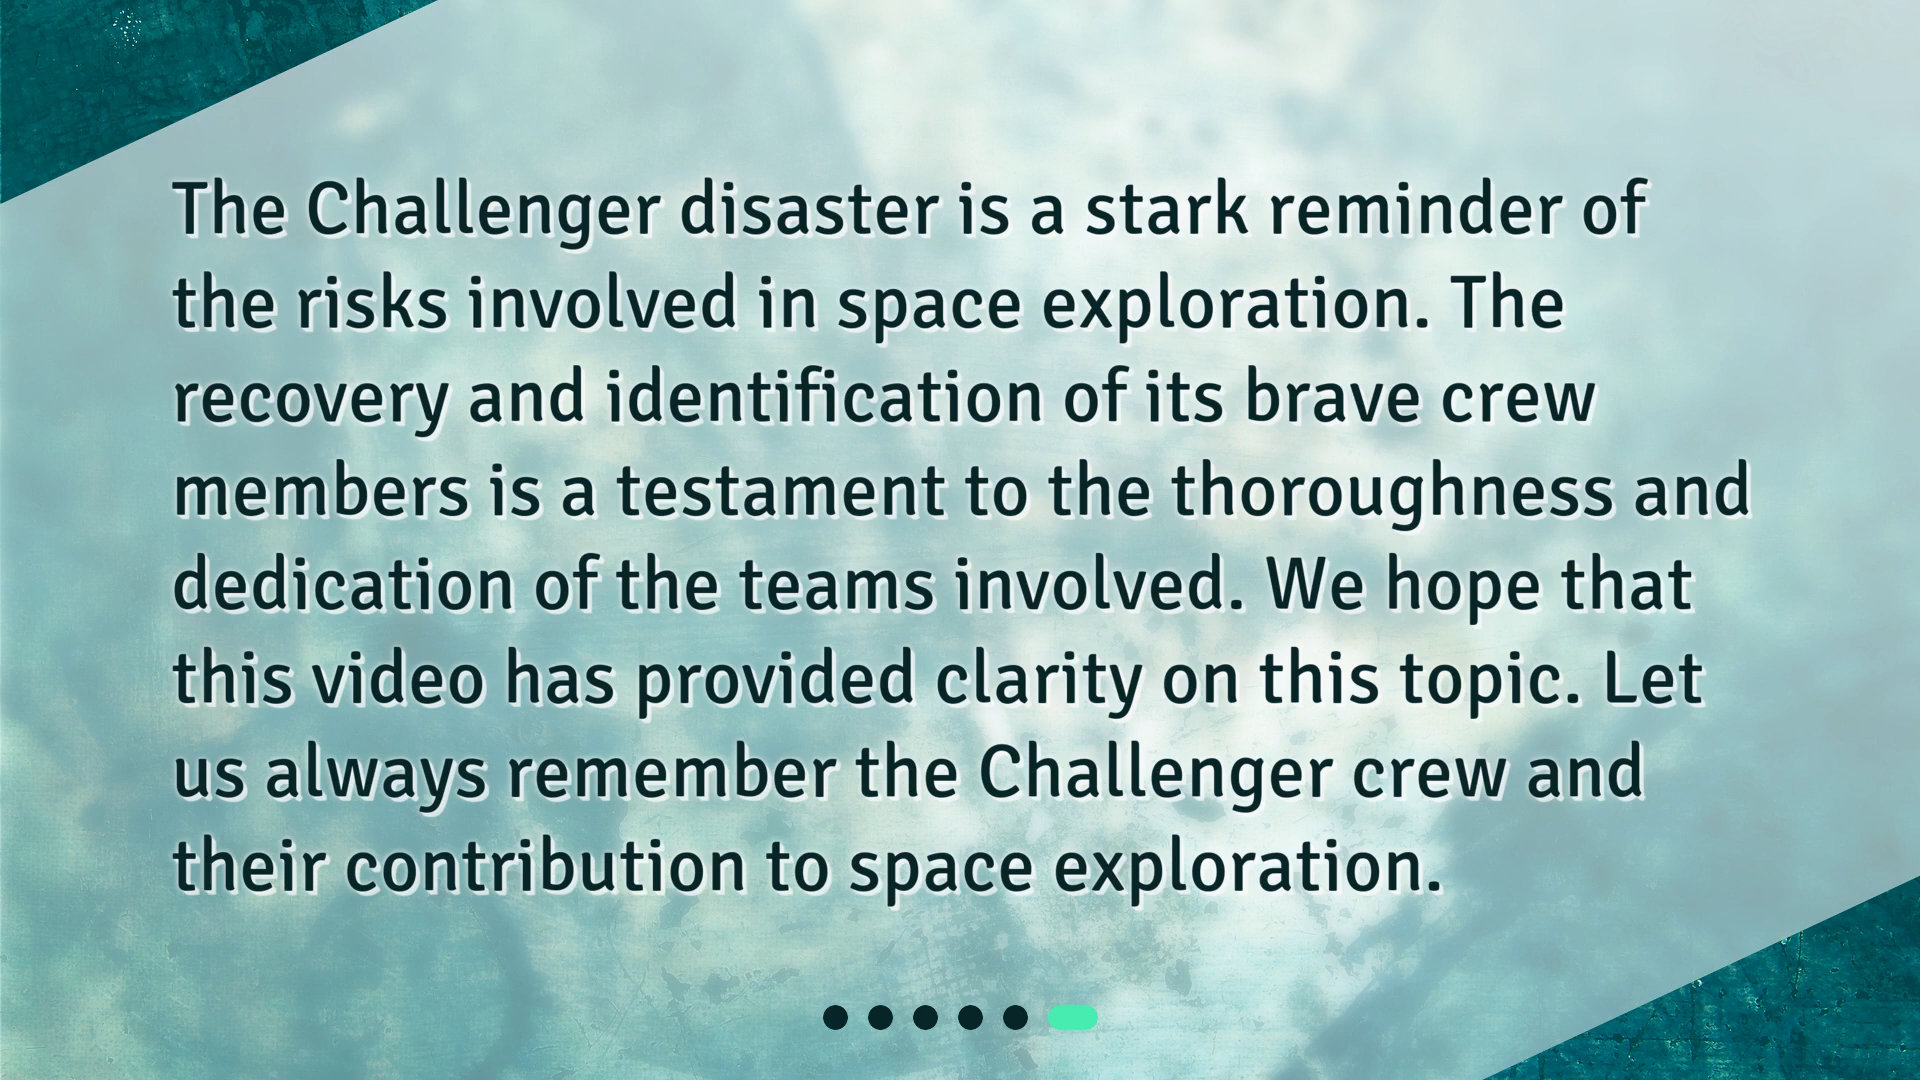 The Challenger disaster is a stark reminder of
the risks involved in space exploration. The
recovery and identification of its brave crew
members is a testament to the thoroughness and
dedication of the teams involved. We hope that
this video has provided clarity on this topic. Let
us always remember the Challenger crew and
their contribution to space exploration.